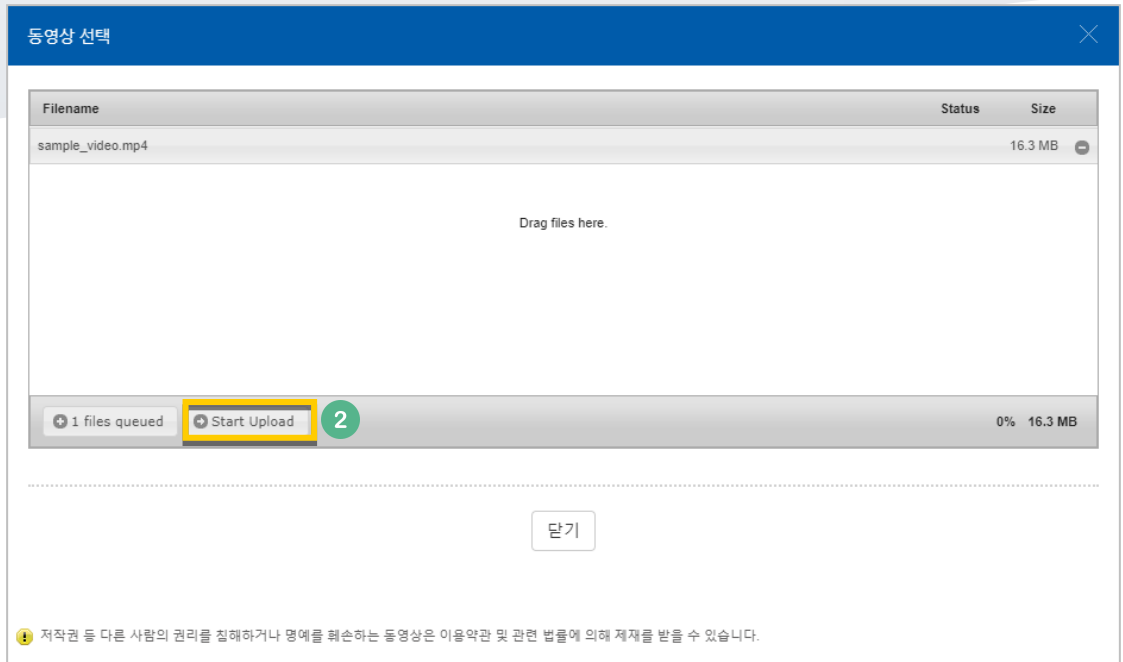 동영상 선택
Filename Status Size
sample_video.mp4 16.3 MB
Drag files here.
1 files queued Start Upload 2 0% 16.3 MB
닫기
저작권 등 다른 사람의 권리를 침해하거나 명예를 훼손하는 동영상은 이용약관 및 관련 법률에 의해 제재를 받을 수 있습니다.